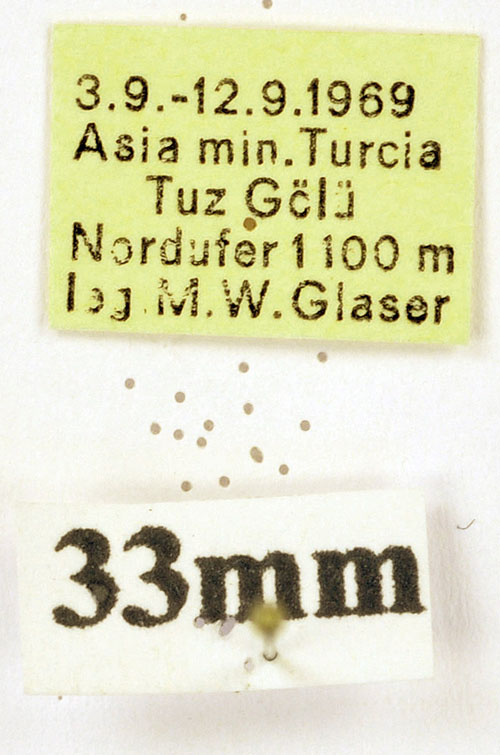 3.9.-12.9.1969
Asia min.Turcia
Tuz Gölü
Nordufer 1100 m
leg M.W.Glaser
33mm